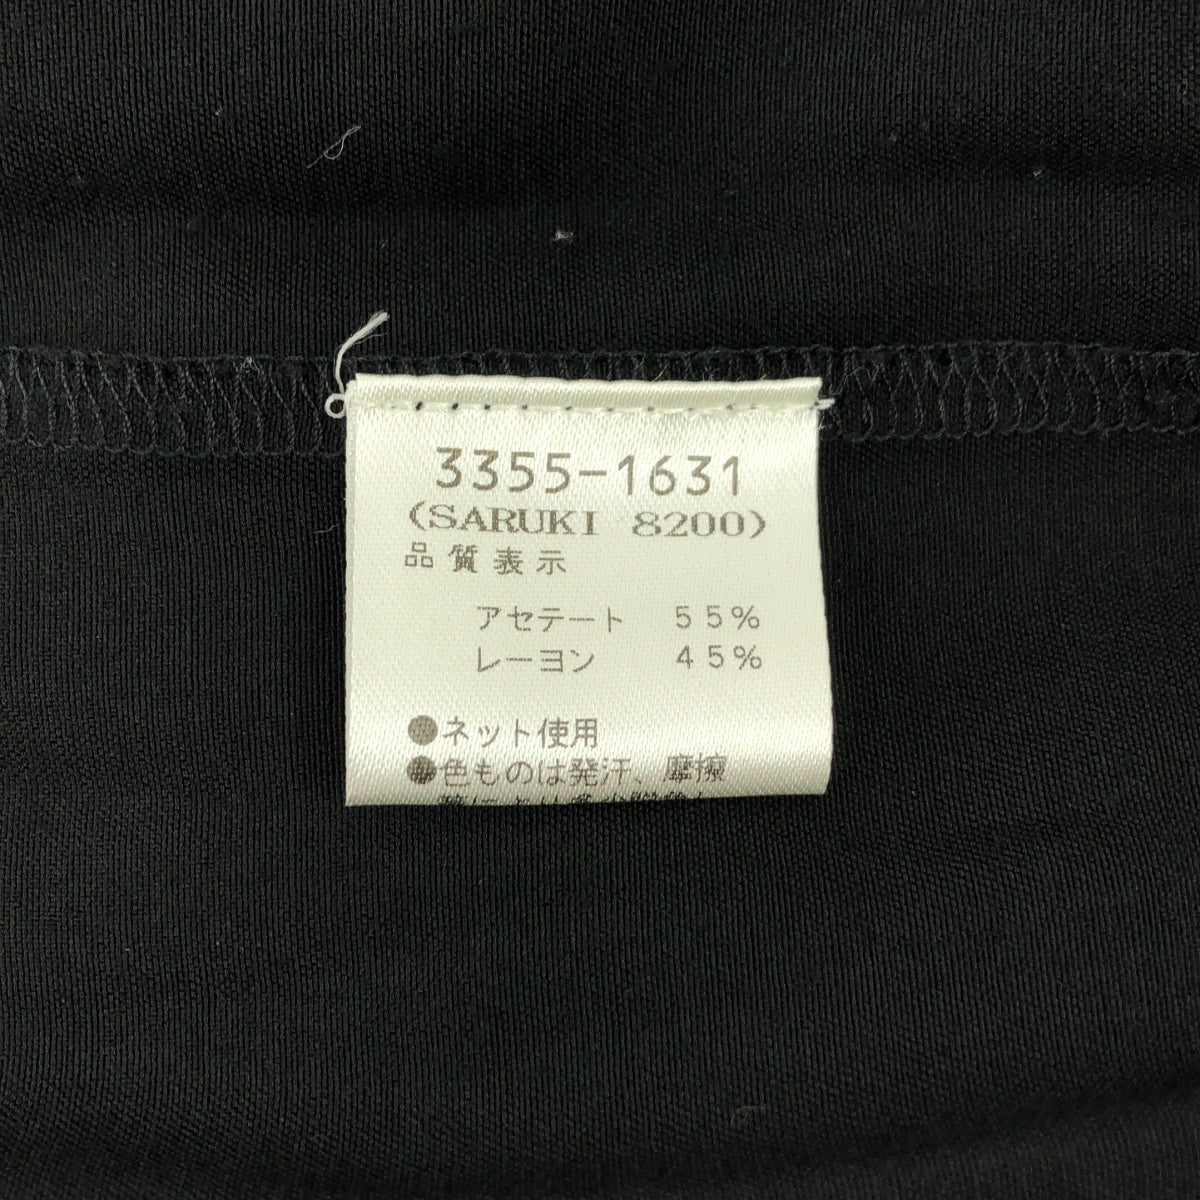 3355-1631
(SARUKI 8200)
品質表示
アセテート 55%
レーヨン 45%
●ネット使用
●色ものは発汗、摩擦